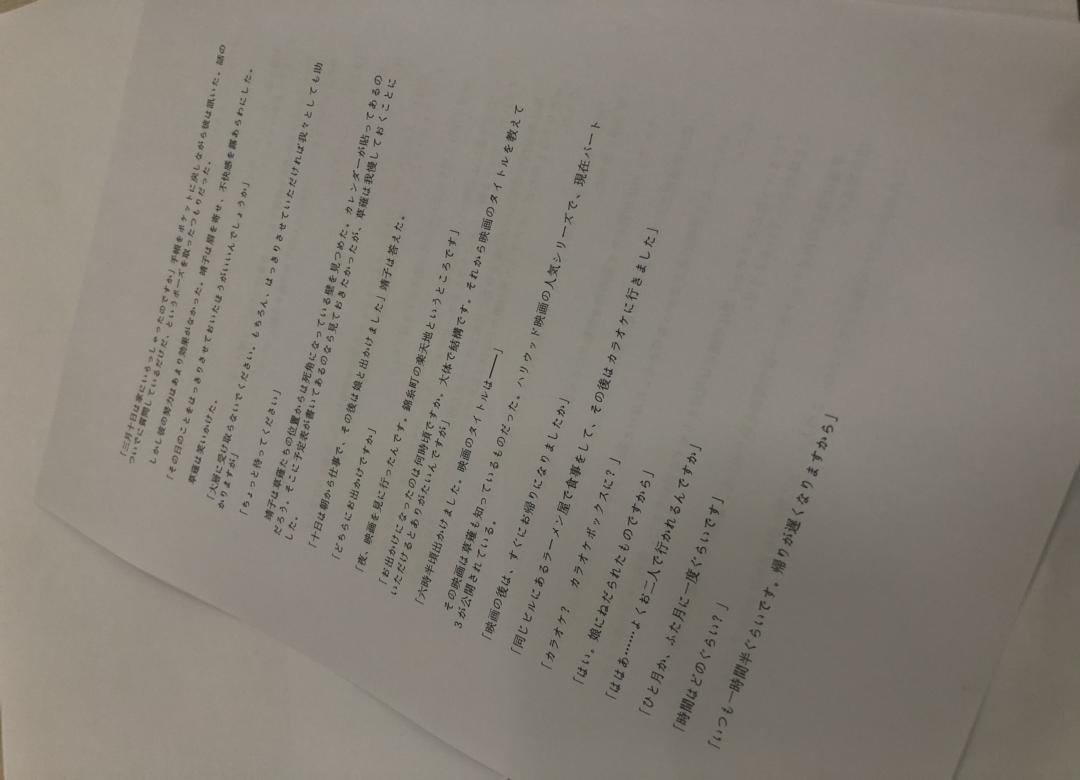 「三月十日は家にいらっしゃったのですか」手帳をポケットに戻しながら彼は訊いた。話の
ついでに質問しているだけだ、というポーズを取ったつもりだった。
しかし彼の努力はあまり効果がなかった。靖子は眉を寄せ、不快感を露あらわにした。
「その日のことをはっきりさせておいたほうがいいんでしょうか」
草薙は笑いかけた。
「大層に受け取らないでください。もちろん、はっきりさせていただければ我々としても助
かりますが」
「ちょっと待ってください」
靖子は草薙たちの位置からは死角になっている壁を見つめた。カレンダーが貼ってあるの
だろう。そこに予定表が書いてあるのなら見ておきたかったが、草薙は我慢しておくことに
した。
「十日は朝から仕事で、その後は娘と出かけました」靖子は答えた。
「どちらにお出かけですか」
「夜、映画を見に行ったんです。錦糸町の楽天地というところです」
「お出かけになったのは何時頃ですか。大体で結構です。それから映画のタイトルを教えて
いただけるとありがたいんですが」
「六時半頃出かけました。映画のタイトルは――」
その映画は草薙も知っているものだった。ハリウッド映画の人気シリーズで、現在パート
3が公開されている。
「映画の後は、すぐにお帰りになりましたか」
「同じビルにあるラーメン屋で食事をして、その後はカラオケに行きました」
「カラオケ?　カラオケボックスに?」
「はい。娘にねだられたものですから」
「ははあ……よくお二人で行かれるんですか」
「ひと月か、ふた月に一度ぐらいです」
「時間はどのぐらい?」
「いつも一時間半ぐらいです。帰りが遅くなりますから」